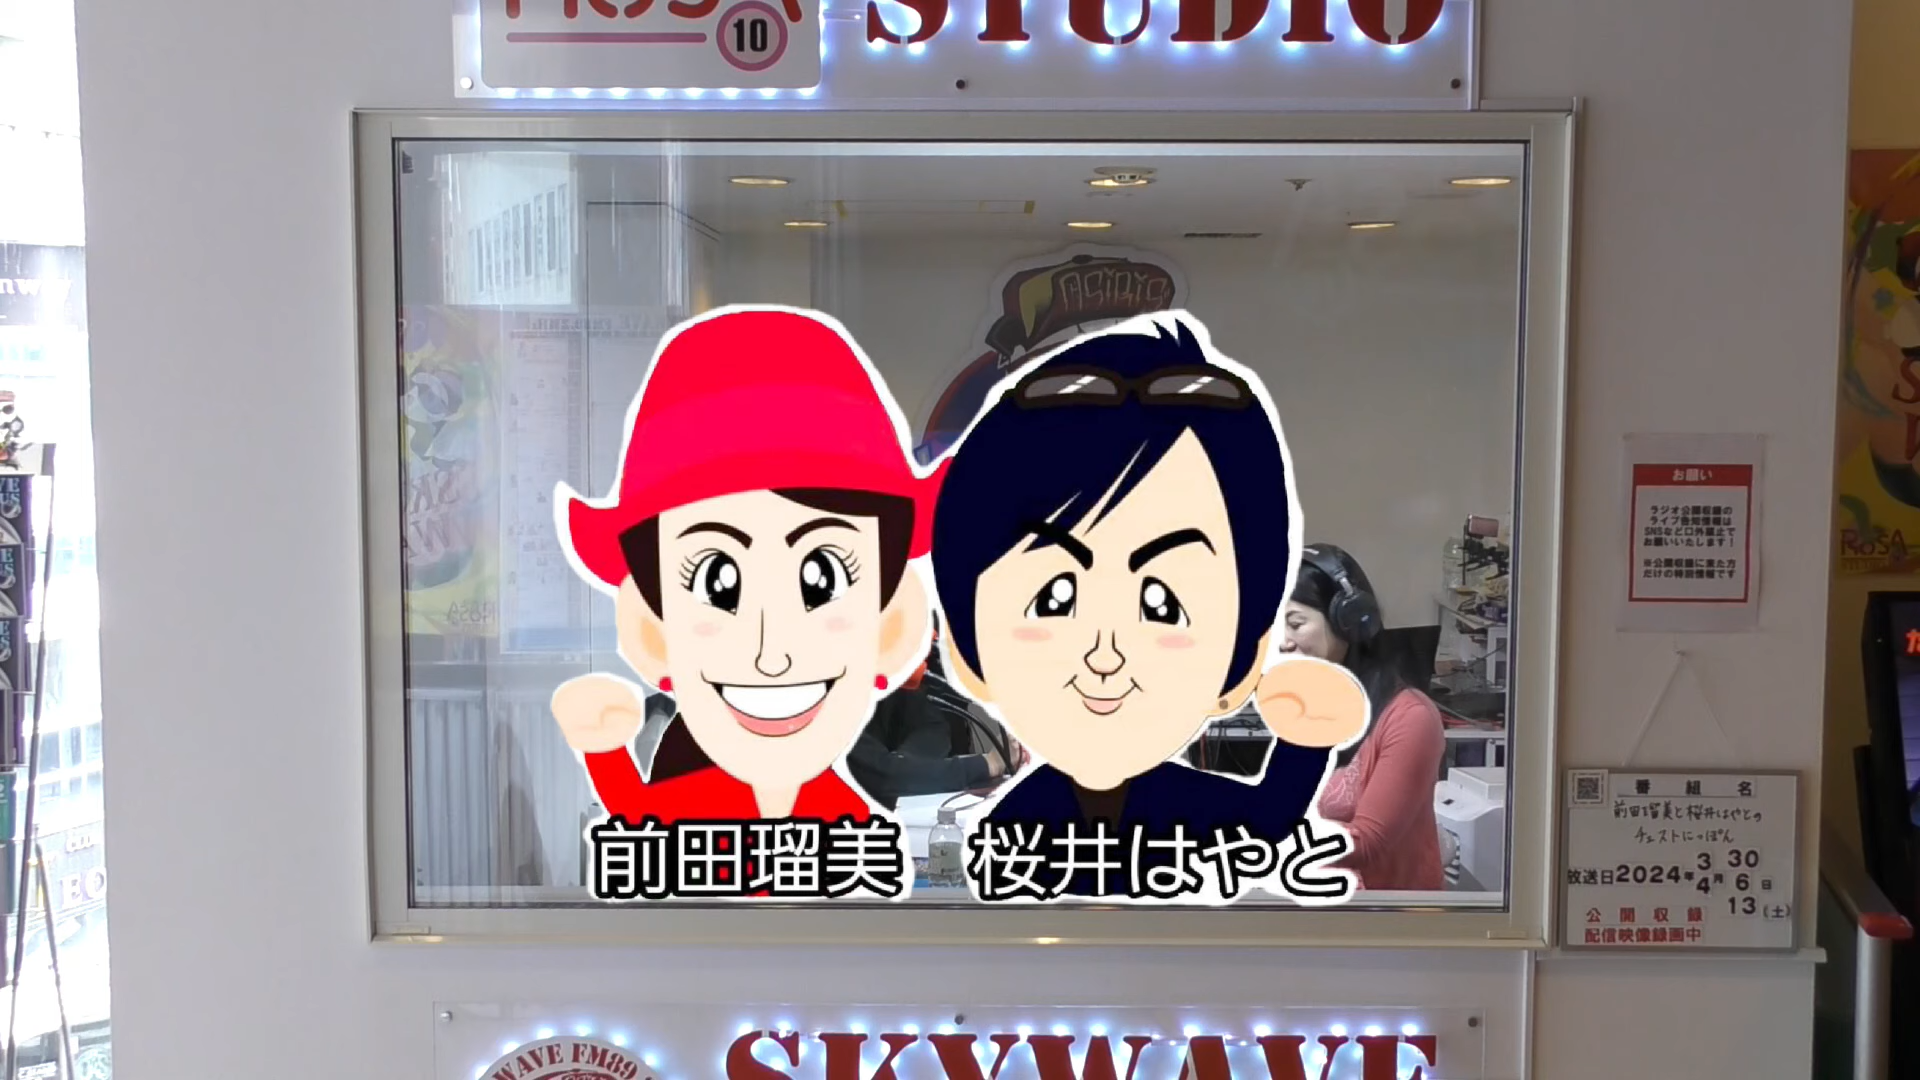 10
STUDIO
ASIBIS
お願い
ラジオ公開収録の
ライブ告知情報は
SNSなど口外禁止で
お願いいたします！
※公開収録に来た方
だけの特別情報です
前田瑠美
桜井はやと
番組名
前田瑠美と桜井はやとの
チェストにっぽん
放送日2024年3月30日
4 6
13(土)
公開収録
配信映像録画中
WAVE FM89
SKYWAVE